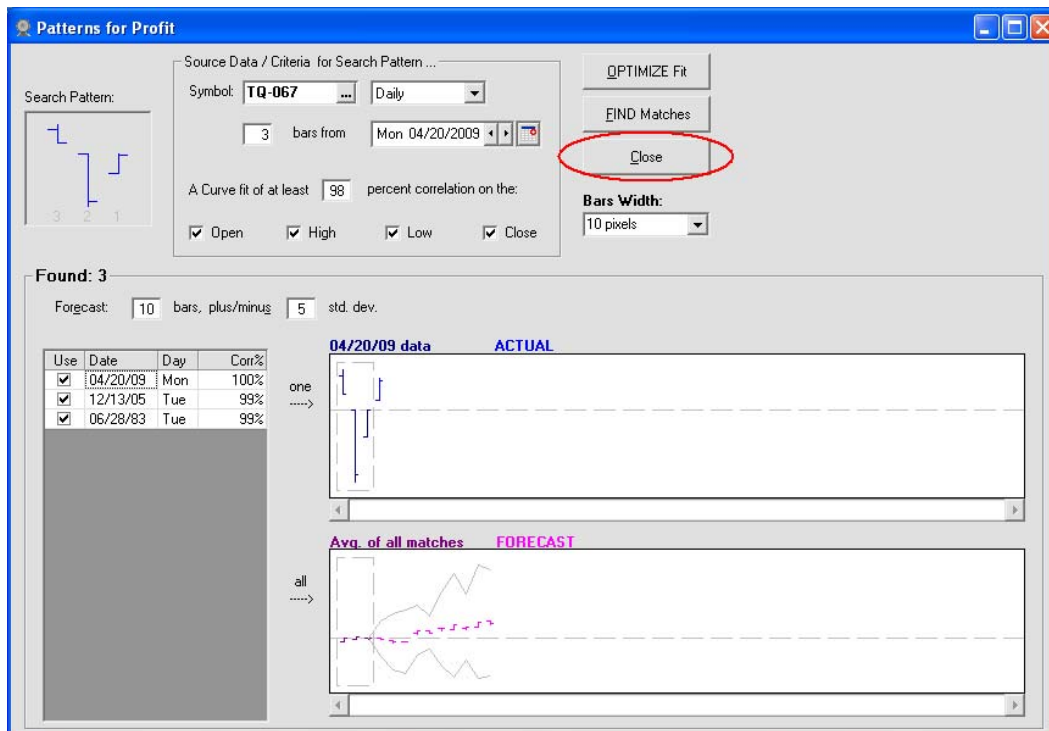 Patterns for Profit
Search Pattern:
3 2 1
Source Data / Criteria for Search Pattern ...
Symbol: TQ-067 ... Daily
3 bars from Mon 04/20/2009
A Curve fit of at least 98 percent correlation on the:
Open High Low Close
OPTIMIZE Fit
FIND Matches
Close
Bars Width:
10 pixels
Found: 3
Forecast: 10 bars, plus/minus 5 std. dev.
Use Date Day Corr%
04/20/09 Mon 100%
12/13/05 Tue 99%
06/28/83 Tue 99%
one
---->
04/20/09 data ACTUAL
all
---->
Avg. of all matches FORECAST